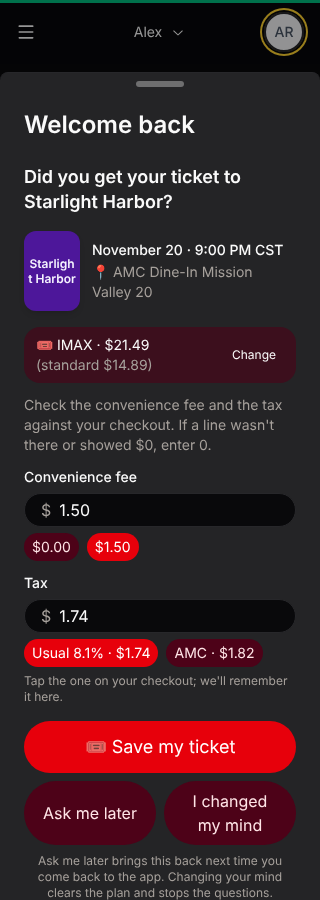 Alex
AR
Welcome back
Did you get your ticket to
Starlight Harbor?
Starligh
t Harbor
November 20 · 9:00 PM CST
📍 AMC Dine-In Mission
Valley 20
🎟️ IMAX · $21.49
(standard $14.89)
Change
Check the convenience fee and the tax
against your checkout. If a line wasn't
there or showed $0, enter 0.
Convenience fee
$ 1.50
$0.00
$1.50
Tax
$ 1.74
Usual 8.1% · $1.74
AMC · $1.82
Tap the one on your checkout; we'll remember
it here.
🎟️ Save my ticket
Ask me later
I changed
my mind
Ask me later brings this back next time you
come back to the app. Changing your mind
clears the plan and stops the questions.